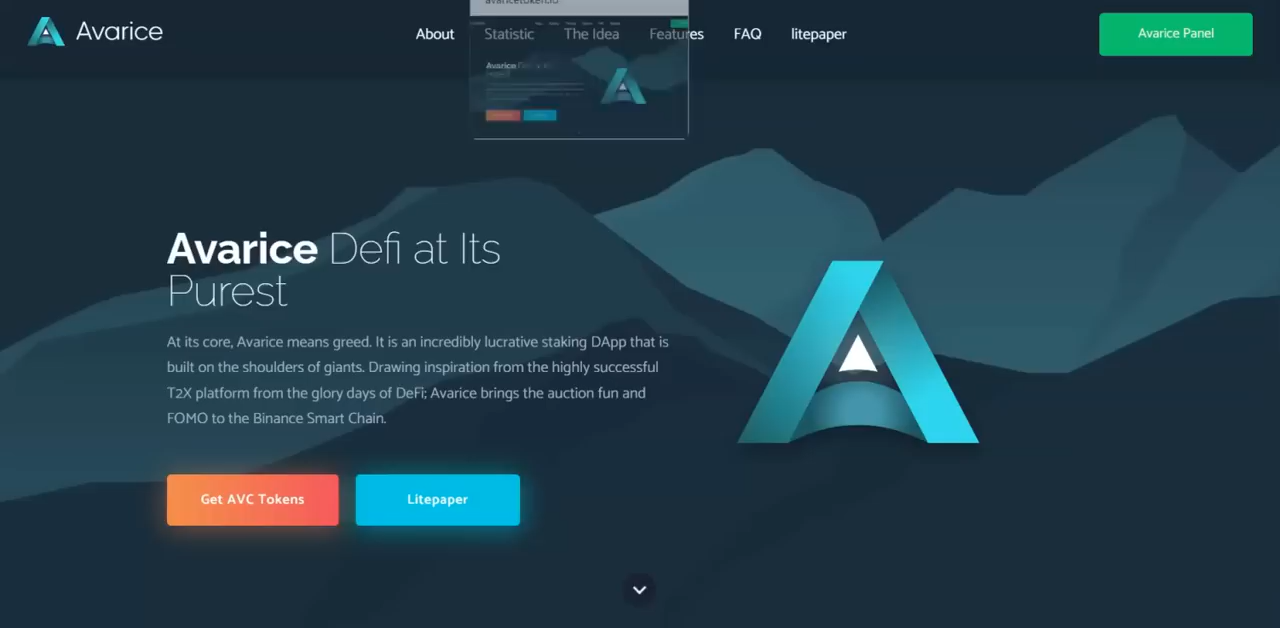 Avarice
About
Statistic
The Idea
Features
FAQ
litepaper
Avarice Panel
Avarice
Avarice Defi at Its
Purest
At its core, Avarice means greed. It is an incredibly lucrative staking DApp that is
built on the shoulders of giants. Drawing inspiration from the highly successful
T2X platform from the glory days of DeFi; Avarice brings the auction fun and
FOMO to the Binance Smart Chain.
Get AVC Tokens
Litepaper